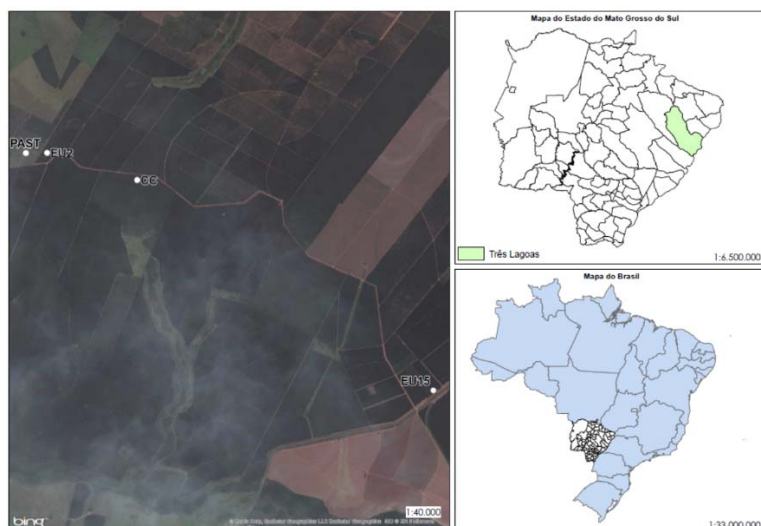 PAST
EU2
CC
EU15
bing
1:40.000
Mapa do Estado do Mato Grosso do Sul
Três Lagoas
1:6.500.000
Mapa do Brasil
1:33.000.000